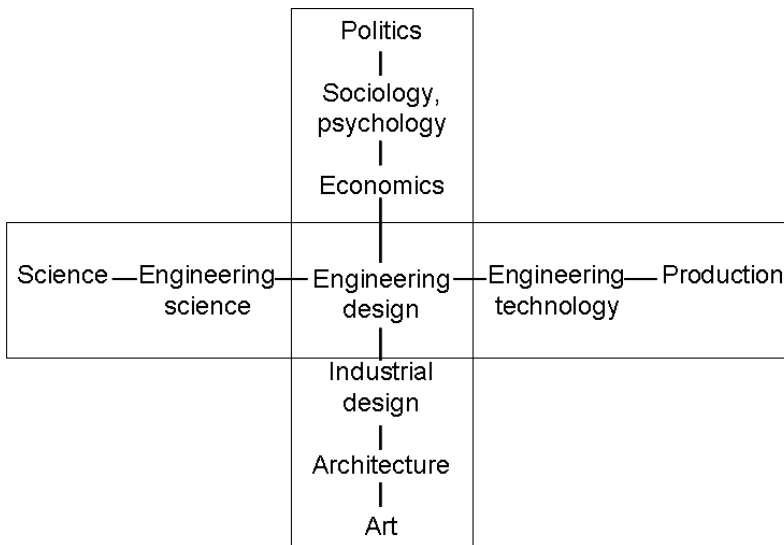 Politics
Sociology,
psychology
Economics
Science
Engineering
science
Engineering
design
Engineering
technology
Production
Industrial
design
Architecture
Art